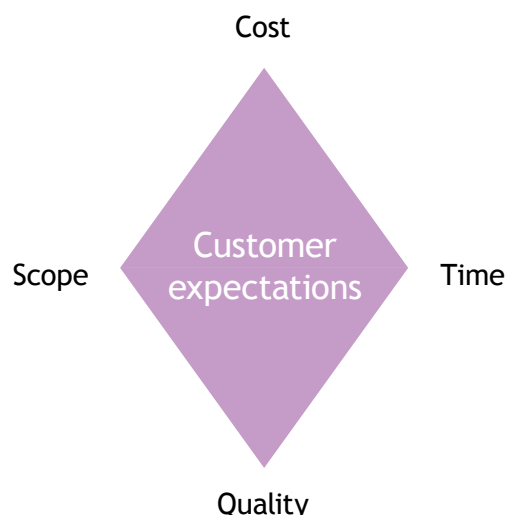 Cost
Customer
expectations
Scope
Time
Quality